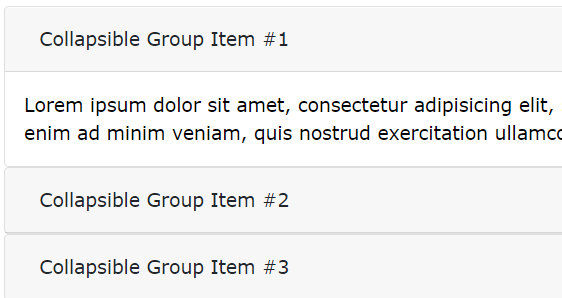 Collapsible Group Item #1
Lorem ipsum dolor sit amet, consectetur adipisicing elit,
enim ad minim veniam, quis nostrud exercitation ullamco
Collapsible Group Item #2
Collapsible Group Item #3